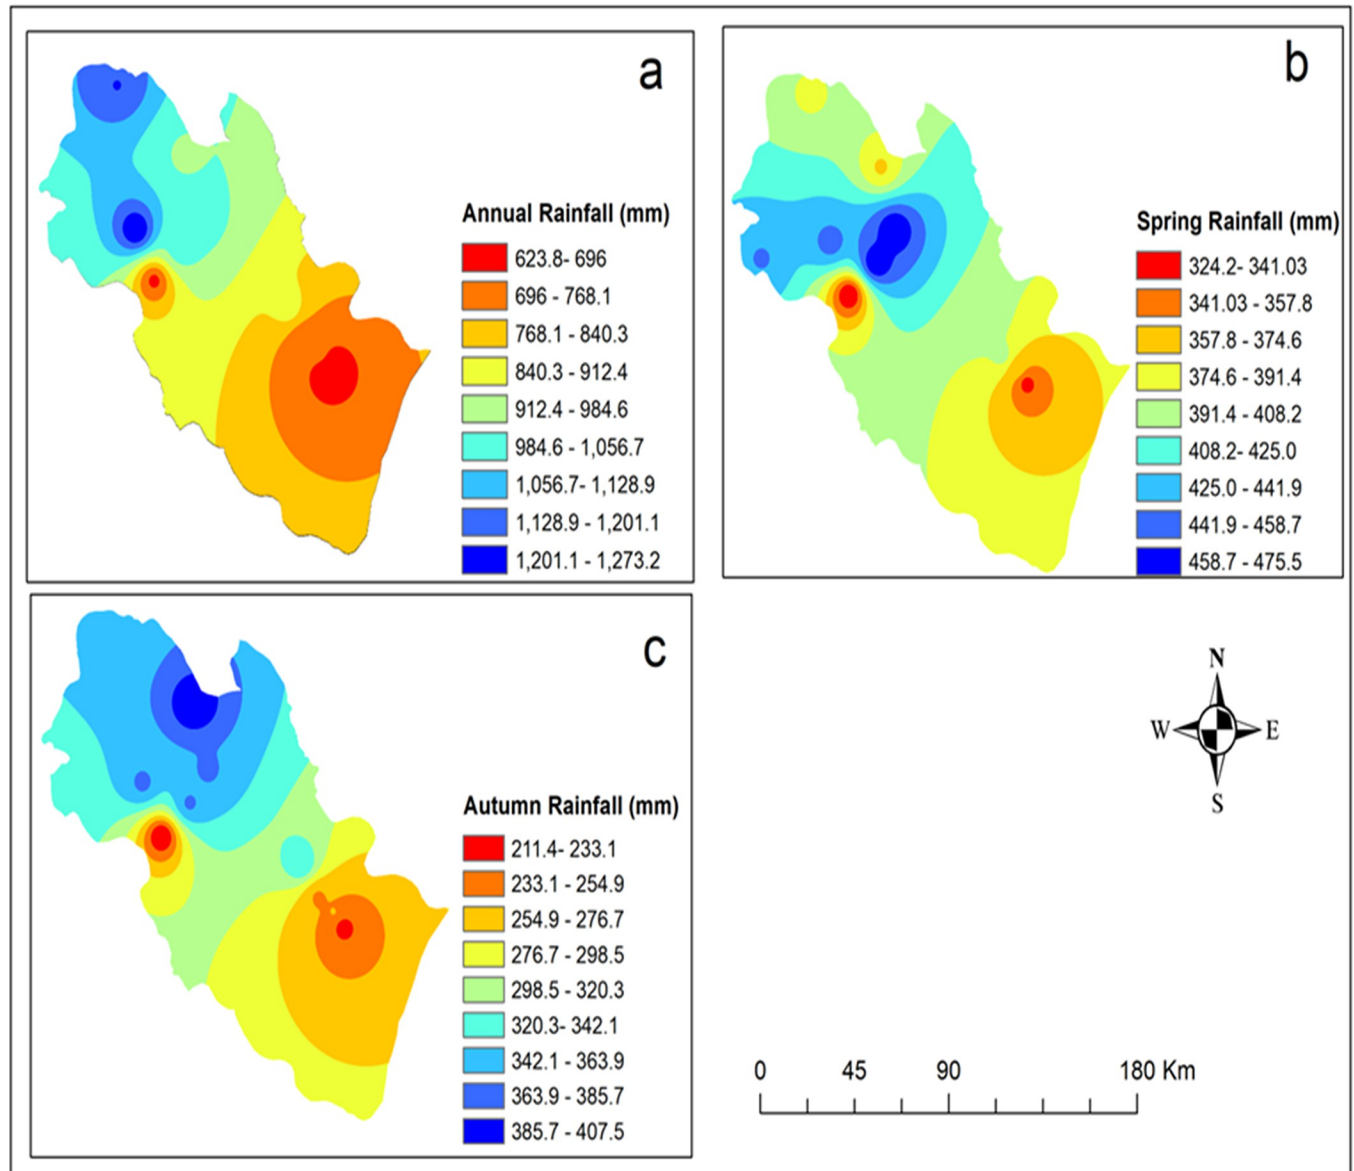 a
Annual Rainfall (mm)
623.8- 696
696 - 768.1
768.1 - 840.3
840.3 - 912.4
912.4 - 984.6
984.6 - 1,056.7
1,056.7- 1,128.9
1,128.9 - 1,201.1
1,201.1 - 1,273.2
b
Spring Rainfall (mm)
324.2- 341.03
341.03 - 357.8
357.8 - 374.6
374.6 - 391.4
391.4 - 408.2
408.2- 425.0
425.0 - 441.9
441.9 - 458.7
458.7 - 475.5
c
Autumn Rainfall (mm)
211.4- 233.1
233.1 - 254.9
254.9 - 276.7
276.7 - 298.5
298.5 - 320.3
320.3- 342.1
342.1 - 363.9
363.9 - 385.7
385.7 - 407.5
N
W E
S
0 45 90 180 Km